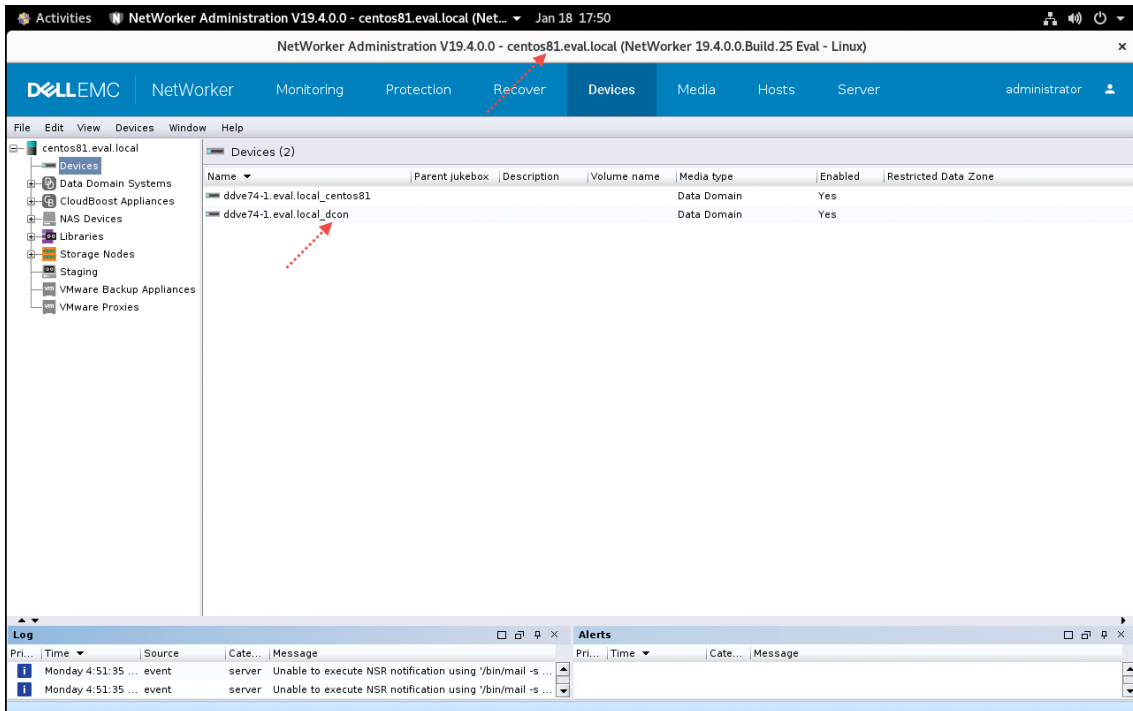 Activities NetWorker Administration V19.4.0.0 - centos81.eval.local (Net... Jan 18 17:50
NetWorker Administration V19.4.0.0 - centos81.eval.local (NetWorker 19.4.0.0.Build.25 Eval - Linux)
DELLEMC NetWorker Monitoring Protection Recover Devices Media Hosts Server administrator
File Edit View Devices Window Help
centos81.eval.local
Devices
Data Domain Systems
CloudBoost Appliances
NAS Devices
Libraries
Storage Nodes
Staging
VMware Backup Appliances
VMware Proxies
Devices (2)
Name Parent jukebox Description Volume name Media type Enabled Restricted Data Zone
ddve74-1.eval.local_centos81 Data Domain Yes
ddve74-1.eval.local_dcon Data Domain Yes
Log
Pri... Time Source Cate... Message
i Monday 4:51:35 ... event server Unable to execute NSR notification using '/bin/mail -s ...
i Monday 4:51:35 ... event server Unable to execute NSR notification using '/bin/mail -s ...
Alerts
Pri... Time Cate... Message